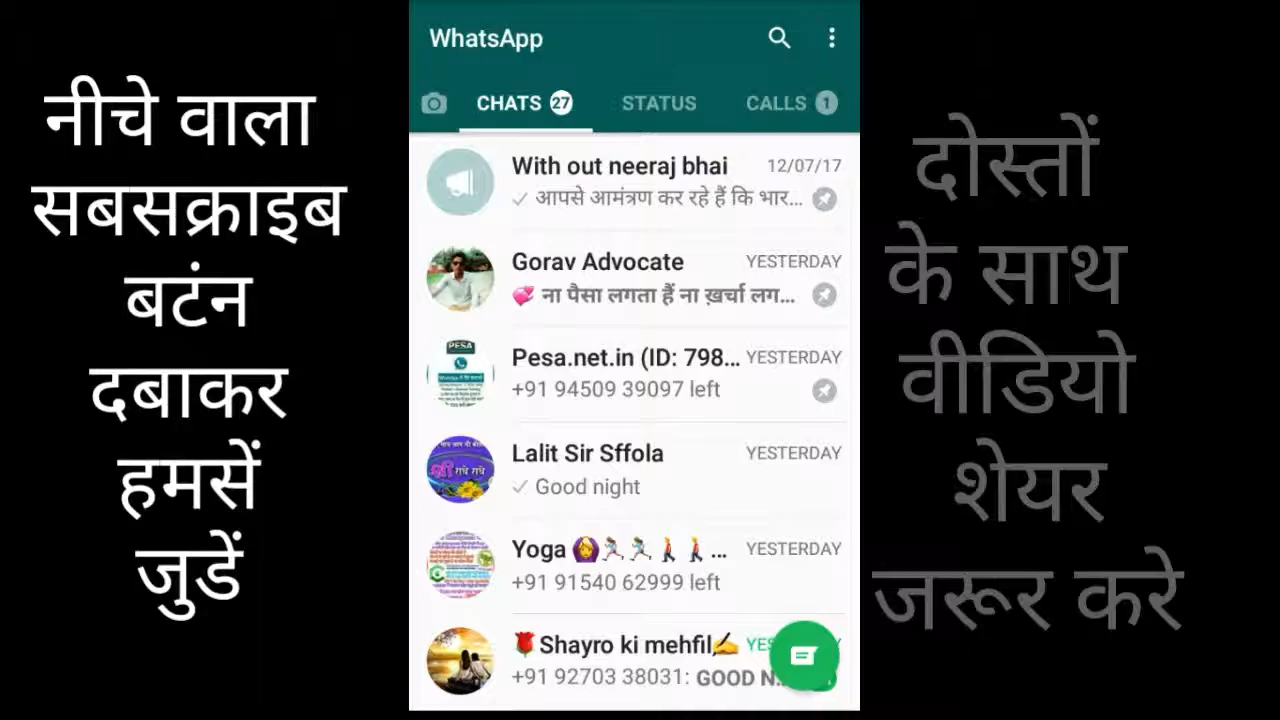 नीचे वाला
सबसक्राइब
बटंन
दबाकर
हमसें
जुडें
WhatsApp
CHATS 27
STATUS
CALLS 1
With out neeraj bhai 12/07/17
आपसे आमंत्रण कर रहे हैं कि भार...
Gorav Advocate YESTERDAY
💞 ना पैसा लगता हैं ना ख़र्चा लग...
PESA
Pesa.net.in (ID: 798... YESTERDAY
+91 94509 39097 left
Lalit Sir Sffola YESTERDAY
श्री राधे राधे
Good night
Yoga 🙆🏃🏃🚶🚶... YESTERDAY
+91 91540 62999 left
🌹Shayro ki mehfil✍
+91 92703 38031: GOOD N...
दोस्तों
के साथ
वीडियो
शेयर
जरूर करे